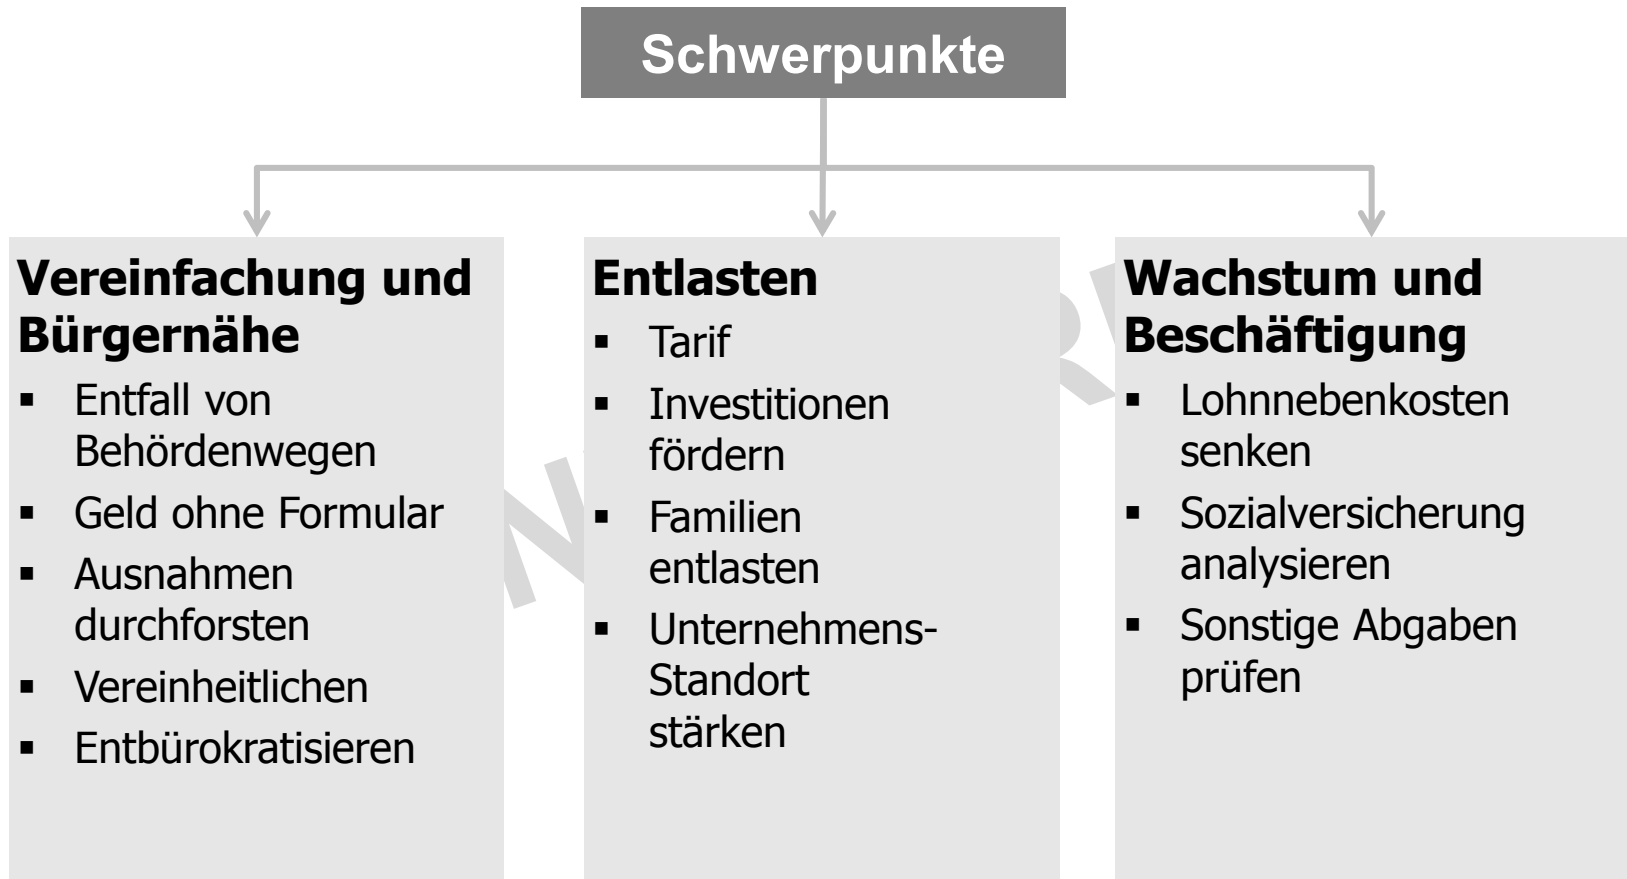 Schwerpunkte
Vereinfachung und
Bürgernähe
▪ Entfall von
Behördenwegen
▪ Geld ohne Formular
▪ Ausnahmen
durchforsten
▪ Vereinheitlichen
▪ Entbürokratisieren
Entlasten
▪ Tarif
▪ Investitionen
fördern
▪ Familien
entlasten
▪ Unternehmens-
Standort
stärken
Wachstum und
Beschäftigung
▪ Lohnnebenkosten
senken
▪ Sozialversicherung
analysieren
▪ Sonstige Abgaben
prüfen